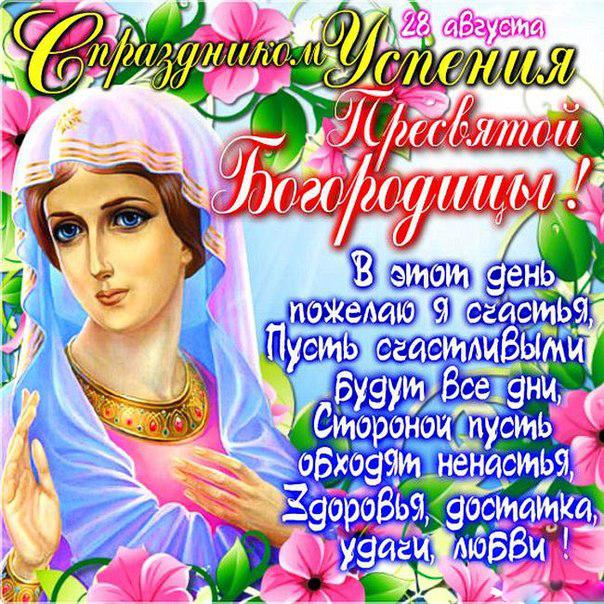 28 августа
С праздником Успения
Пресвятой
Богородицы!
В этот день
пожелаю я счастья,
Пусть счастливыми
будут все дни,
Стороной пусть
обходят ненастья,
Здоровья, достатка,
удачи, любви !